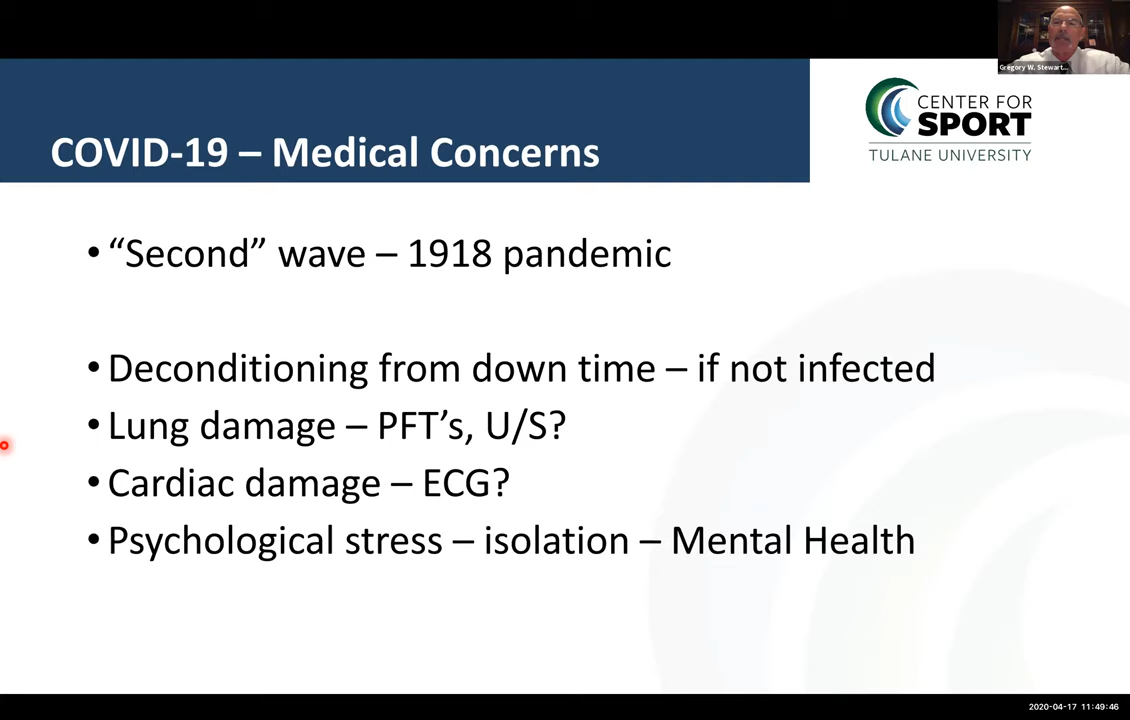 Gregory W. Stewart...
CENTER FOR
SPORT
TULANE UNIVERSITY
COVID-19 – Medical Concerns
• “Second” wave – 1918 pandemic
• Deconditioning from down time – if not infected
• Lung damage – PFT’s, U/S?
• Cardiac damage – ECG?
• Psychological stress – isolation – Mental Health
2020-04-17 11:49:46